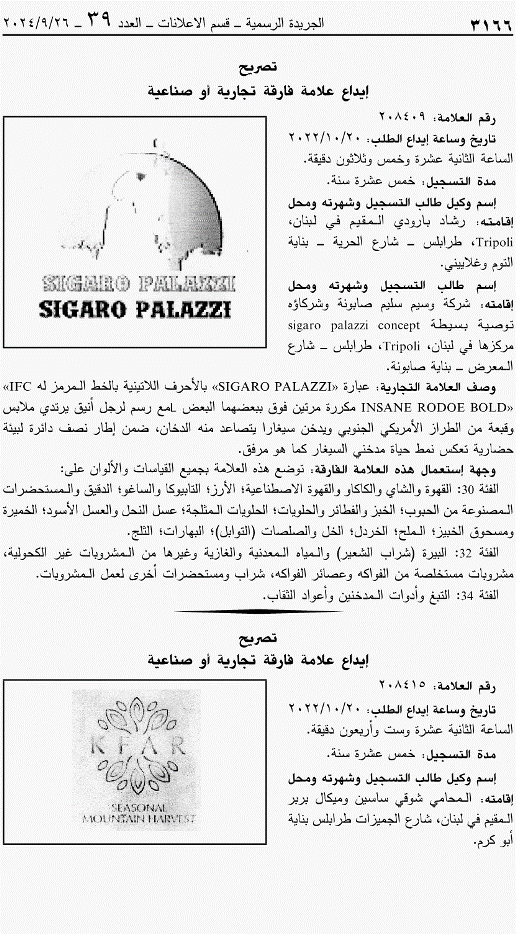 ٣١٦٦
الجريدة الرسمية ــ قسم الاعلانات ــ العدد ٣٩ ــ ٢٠٢٤/٩/٢٦
تصريح
إيداع علامة فارقة تجارية أو صناعية
رقم العلامة: ٢٠٨٤٠٩
تاريخ وساعة إيداع الطلب: ٢٠٢٢/١٠/٢٠
الساعة الثانية عشرة وخمس وثلاثون دقيقة.
مدة التسجيل: خمس عشرة سنة.
إسم وكيل طالب التسجيل وشهرته ومحل
إقامته: رشاد بارودي المقيم في لبنان،
Tripoli، طرابلس ــ شارع الحرية ــ بناية
التوم وغلاييني.
إسم طالب التسجيل وشهرته ومحل
إقامته: شركة وسيم سليم صابونة وشركاؤه
توصية بسيطة sigaro palazzi concept
مركزها في لبنان، Tripoli، طرابلس ــ شارع
المعرض ــ بناية صابونة.
SIGARO PALAZZI
SIGARO PALAZZI
وصف العلامة التجارية: عبارة «SIGARO PALAZZI» بالأحرف اللاتينية بالخط المرمز له IFC»
INSANE RODOE BOLD» مكررة مرتين فوق ببعضهما البعض لمع رسم لرجل أنيق يرتدي ملابس
وقبعة من الطراز الأمريكي الجنوبي ويدخن سيغارا يتصاعد منه الدخان، ضمن إطار نصف دائرة لبيئة
حضارية تعكس نمط حياة مدخني السيغار كما هو مرفق.
وجهة إستعمال هذه العلامة الفارقة: توضع هذه العلامة بجميع القياسات والألوان على:
الفئة 30: القهوة والشاي والكاكاو والقهوة الاصطناعية؛ الأرز؛ التابيوكا والساغو؛ الدقيق والمستحضرات
المصنوعة من الحبوب؛ الخبز والفطائر والحلويات؛ الحلويات المثلجة؛ عسل النحل والعسل الأسود؛ الخميرة
ومسحوق الخبيز؛ الملح؛ الخردل؛ الخل والصلصات (التوابل)؛ البهارات؛ الثلج.
الفئة 32: البيرة (شراب الشعير) والمياه المعدنية والغازية وغيرها من المشروبات غير الكحولية،
مشروبات مستخلصة من الفواكه وعصائر الفواكه، شراب ومستحضرات أخرى لعمل المشروبات.
الفئة 34: التبغ وأدوات المدخنين وأعواد الثقاب.
تصريح
إيداع علامة فارقة تجارية أو صناعية
رقم العلامة: ٢٠٨٤١٥
تاريخ وساعة إيداع الطلب: ٢٠٢٢/١٠/٢٠
الساعة الثانية عشرة وست وأربعون دقيقة.
مدة التسجيل: خمس عشرة سنة.
إسم وكيل طالب التسجيل وشهرته ومحل
إقامته: المحامي شوقي ساسين وميكال بربر
المقيم في لبنان، شارع الجميزات طرابلس بناية
أبو كرم.
KFAR
SEASONAL
MOUNTAIN HARVEST